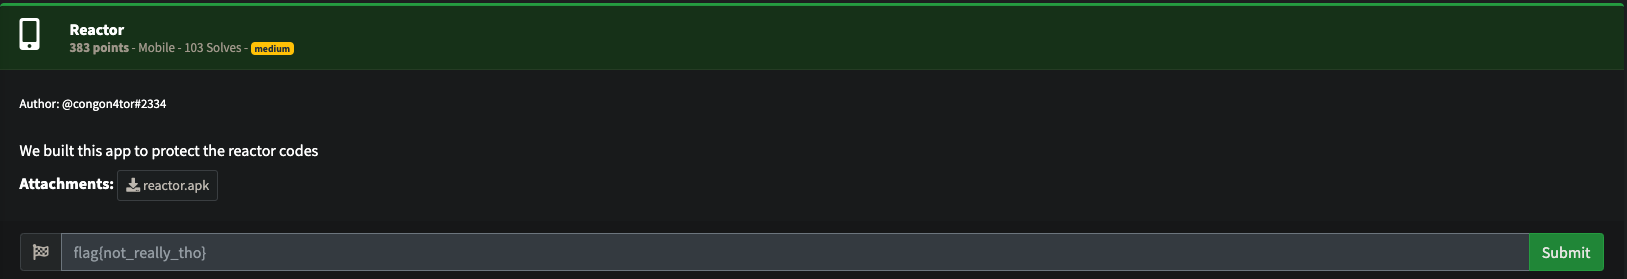 Reactor
383 points - Mobile - 103 Solves - medium
Author: @congon4tor#2334
We built this app to protect the reactor codes
Attachments: reactor.apk
flag{not_really_tho} Submit